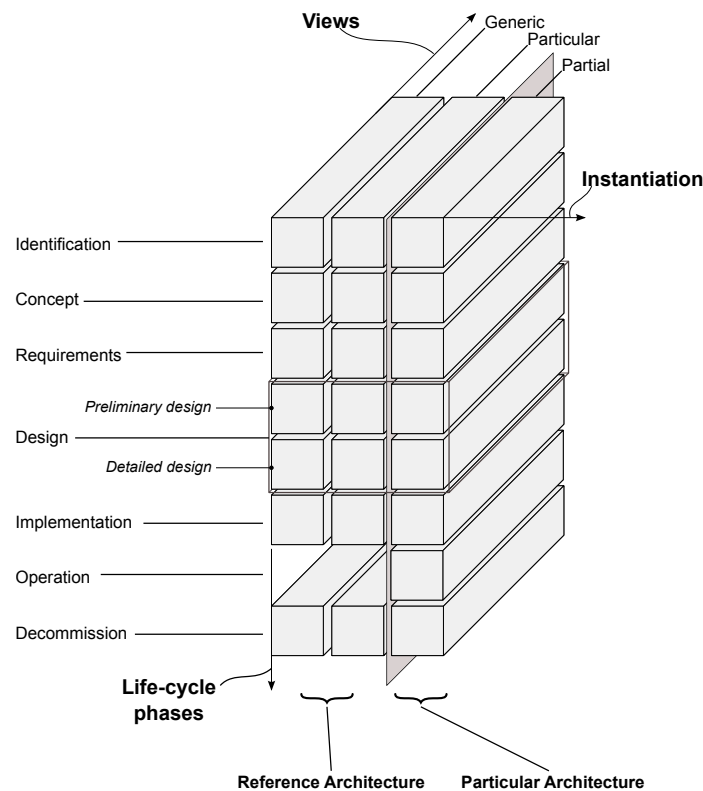 Views
Generic
Particular
Partial
Instantiation
Identification
Concept
Requirements
Preliminary design
Design
Detailed design
Implementation
Operation
Decommission
Life-cycle
phases
Reference Architecture
Particular Architecture